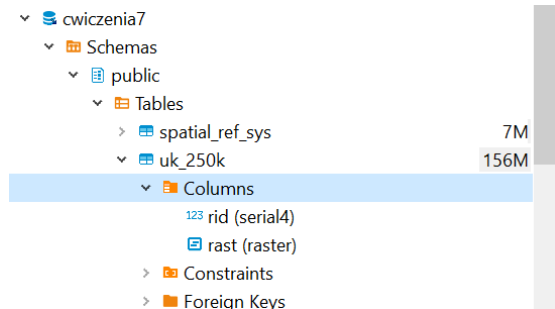 cwiczenia7
Schemas
public
Tables
spatial_ref_sys 7M
uk_250k 156M
Columns
123 rid (serial4)
rast (raster)
Constraints
Foreign Keys